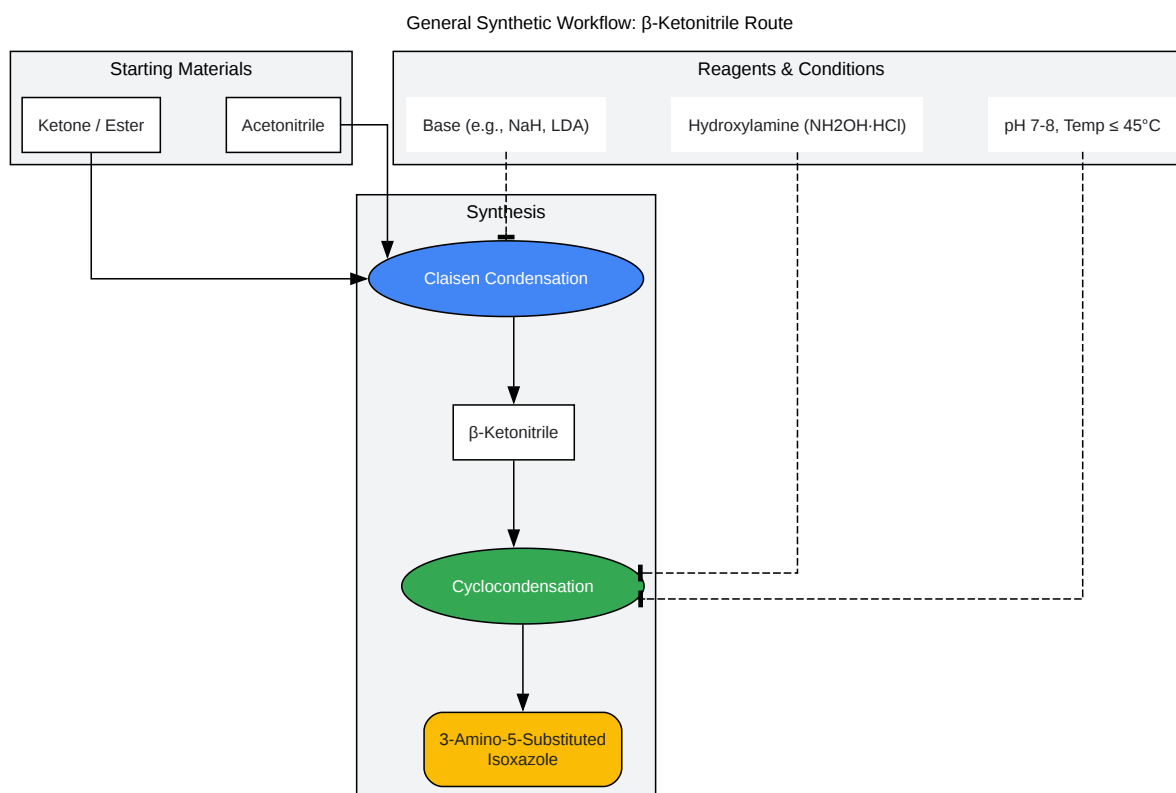 General Synthetic Workflow: β-Ketonitrile Route
Starting Materials
Reagents & Conditions
Ketone / Ester
Acetonitrile
Base (e.g., NaH, LDA)
Hydroxylamine (NH2OH·HCl)
pH 7-8, Temp ≤ 45°C
Synthesis
Claisen Condensation
β-Ketonitrile
Cyclocondensation
3-Amino-5-Substituted
Isoxazole